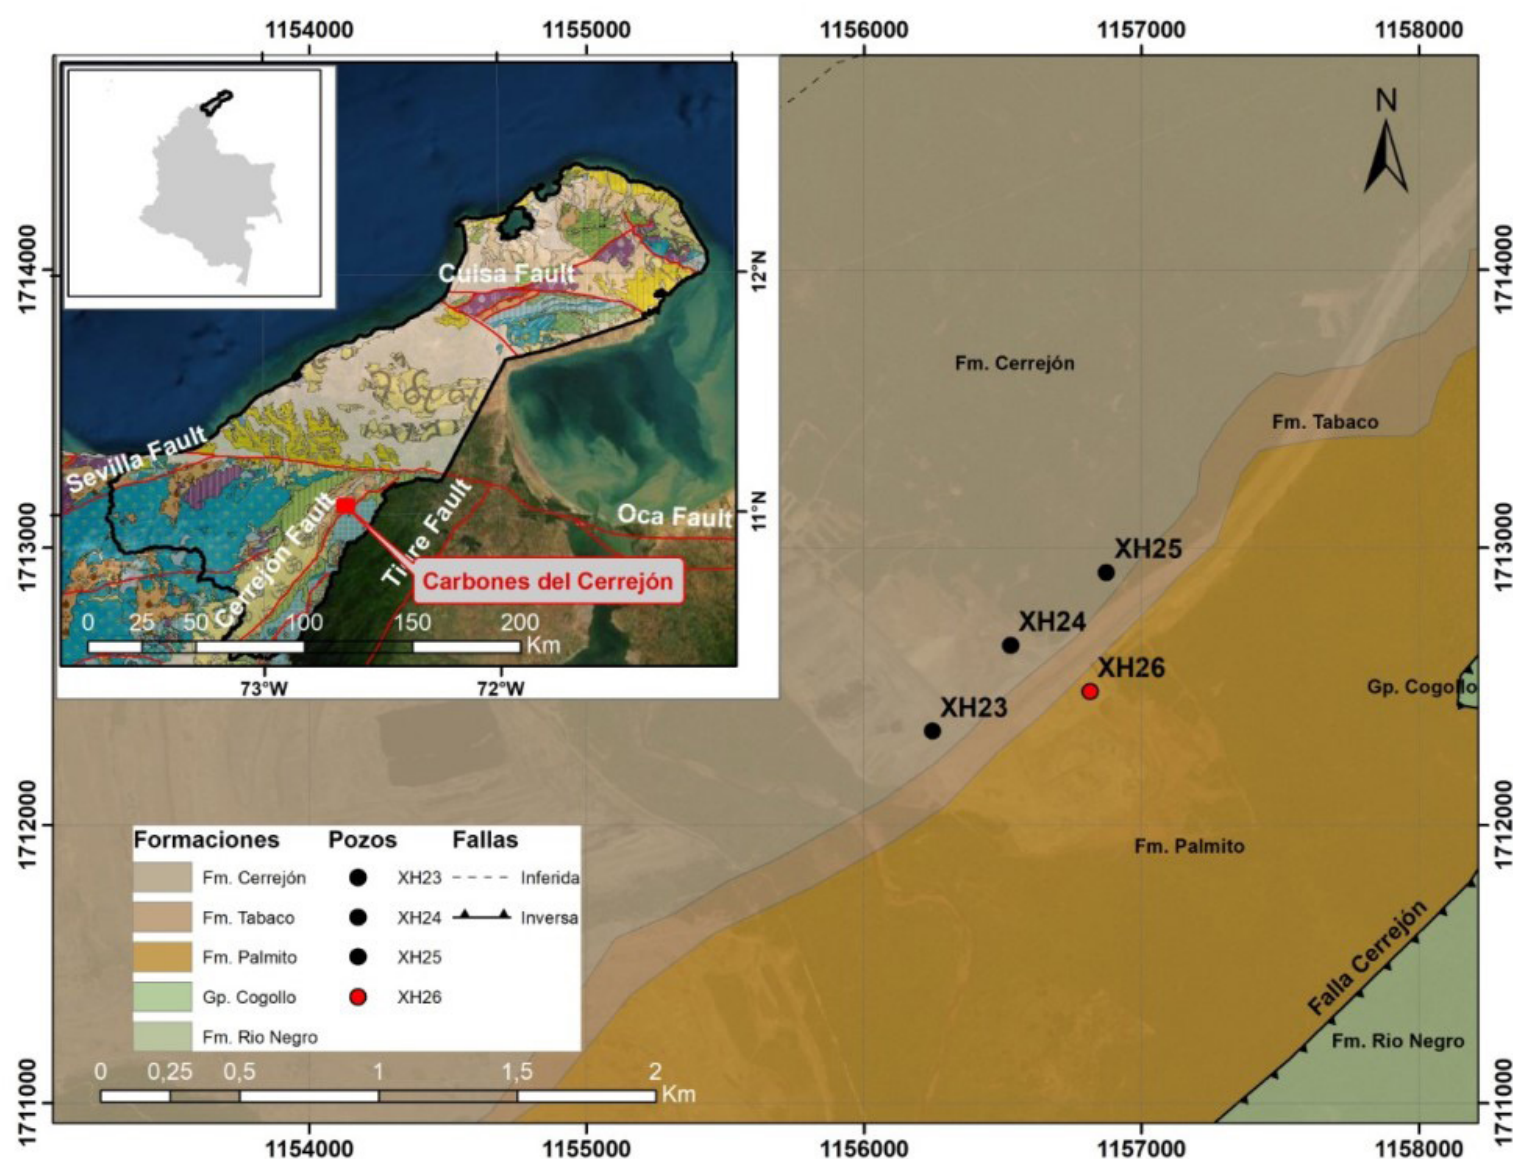 1154000 1155000 1156000 1157000 1158000
N
1714000
1713000
1712000
1711000
Cuisa Fault
Sevilla Fault
Cerrejón Fault
Oca Fault
Carbones del Cerrejón
0 25 50 100 150 200 Km
73°W 72°W
12°N
11°N
Fm. Cerrejón
Fm. Tabaco
XH25
XH24
XH26
XH23
Gp. Cogollo
Fm. Palmito
Falla Cerrejón
Fm. Rio Negro
Formaciones Pozos Fallas
Fm. Cerrejón XH23 Inferida
Fm. Tabaco XH24 Inversa
Fm. Palmito XH25
Gp. Cogollo XH26
Fm. Rio Negro
0 0,25 0,5 1 1,5 2 Km
1714000
1713000
1712000
1711000
1154000 1155000 1156000 1157000 1158000